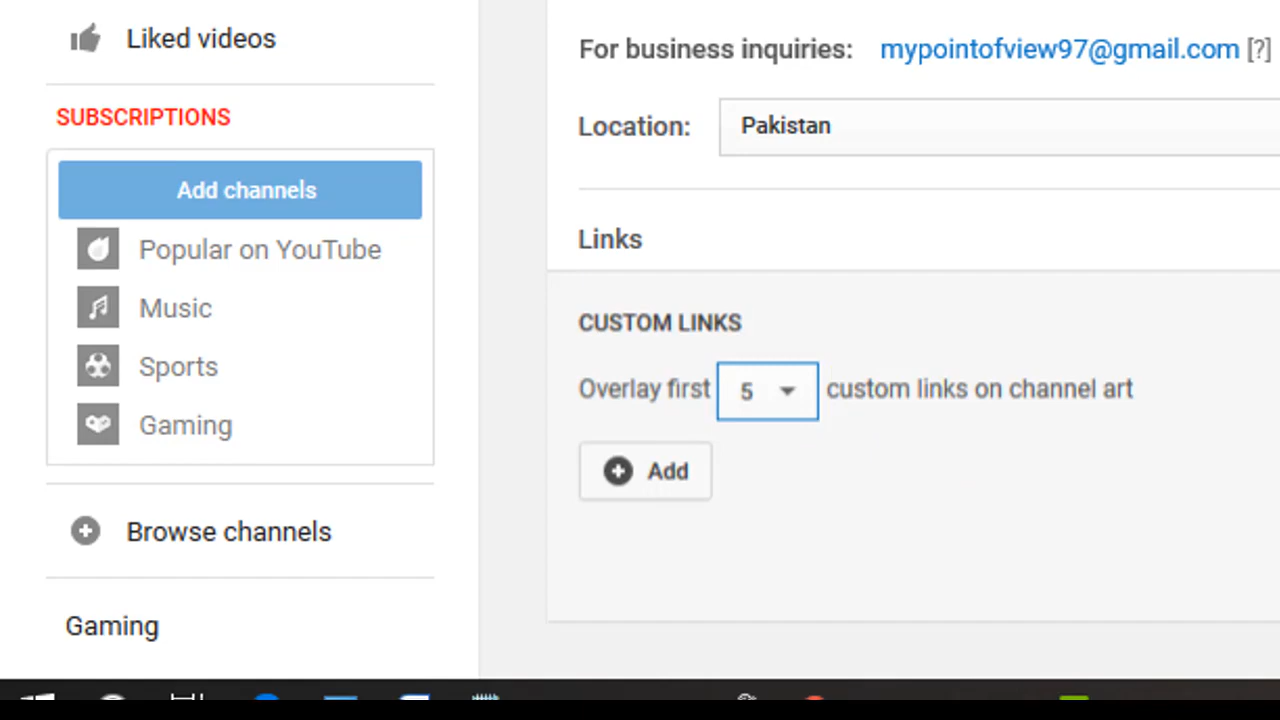 Liked videos
SUBSCRIPTIONS
Add channels
Popular on YouTube
Music
Sports
Gaming
Browse channels
Gaming
For business inquiries: mypointofview97@gmail.com [?]
Location: Pakistan
Links
CUSTOM LINKS
Overlay first 5 custom links on channel art
Add